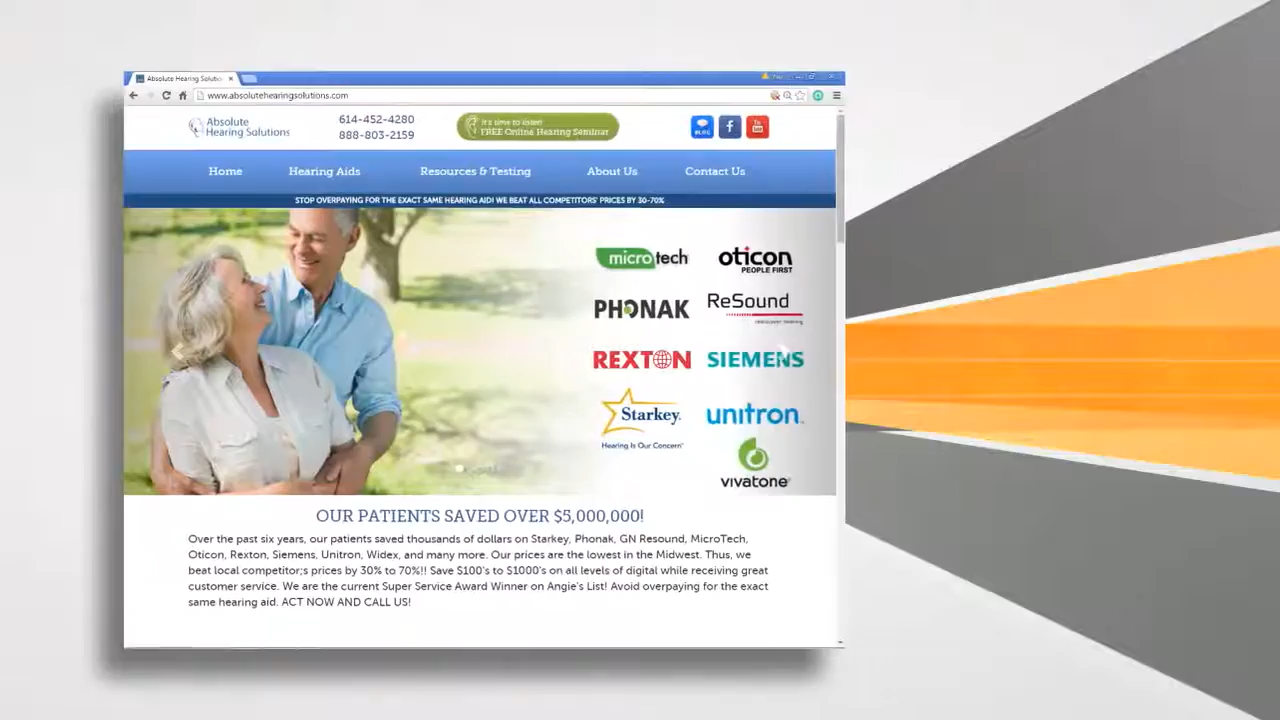 Absolute Hearing Solutio
www.absolutehearingsolutions.com
Absolute
Hearing Solutions
614-452-4280
888-803-2159
It's time to listen!
FREE Online Hearing Seminar
BLOG
f
You
Home
Hearing Aids
Resources & Testing
About Us
Contact Us
STOP OVERPAYING FOR THE EXACT SAME HEARING AID! WE BEAT ALL COMPETITORS' PRICES BY 30-70%
microtech
oticon
PEOPLE FIRST
PHONAK
ReSound
REXTON
SIEMENS
Starkey
Hearing Is Our Concern
unitron
vivatone
OUR PATIENTS SAVED OVER $5,000,000!
Over the past six years, our patients saved thousands of dollars on Starkey, Phonak, GN Resound, MicroTech,
Oticon, Rexton, Siemens, Unitron, Widex, and many more. Our prices are the lowest in the Midwest. Thus, we
beat local competitor;s prices by 30% to 70%!! Save $100's to $1000's on all levels of digital while receiving great
customer service. We are the current Super Service Award Winner on Angie's List! Avoid overpaying for the exact
same hearing aid. ACT NOW AND CALL US!